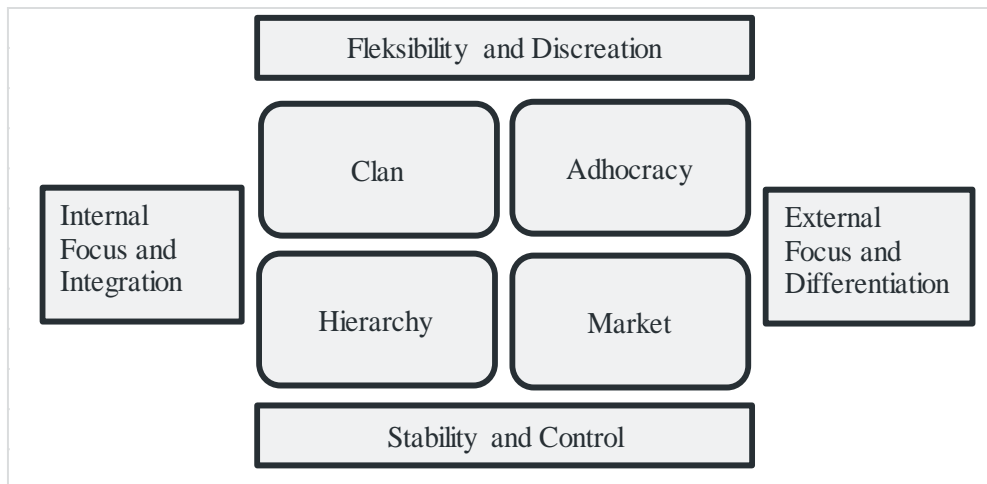 Fleksibility and Discreation
Clan
Adhocracy
Internal
Focus and
Integration
External
Focus and
Differentiation
Hierarchy
Market
Stability and Control